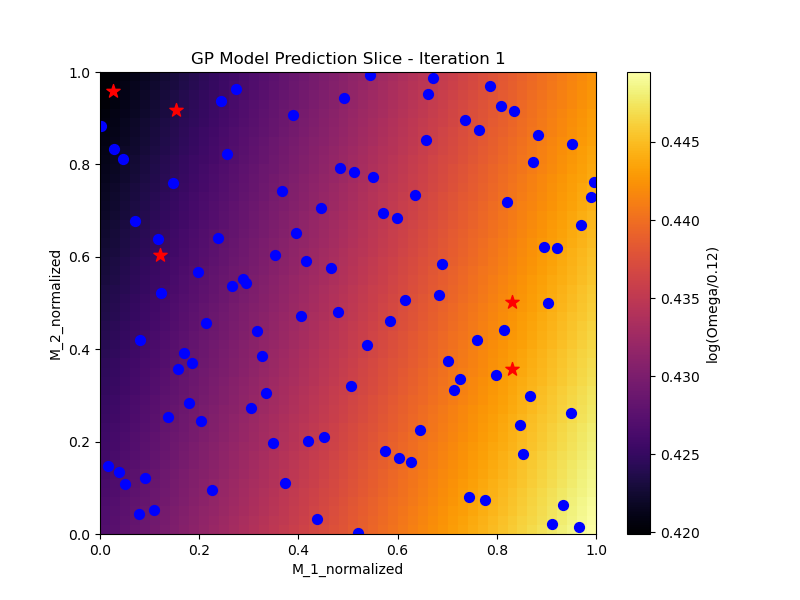 GP Model Prediction Slice - Iteration 1
1.0
0.8
0.6
0.4
0.2
0.0
M_2_normalized
0.0 0.2 0.4 0.6 0.8 1.0
M_1_normalized
0.445
0.440
0.435
0.430
0.425
0.420
log(Omega/0.12)